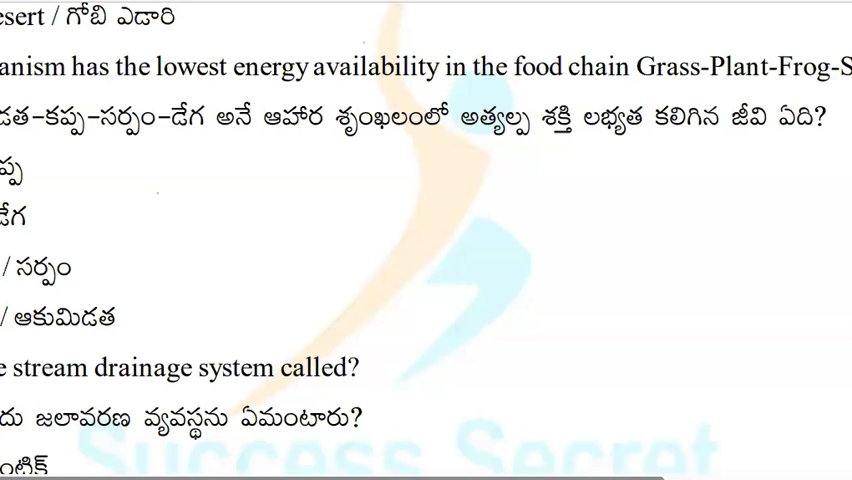 esert / గోబి ఎడారి
anism has the lowest energy availability in the food chain Grass-Plant-Frog-S
డత-కప్ప-సర్పం-డేగ అనే ఆహార శృంఖలంలో అత్యల్ప శక్తి లభ్యత కలిగిన జీవి ఏది?
ప్ప
డేగ
/ సర్పం
/ ఆకుమిడత
e stream drainage system called?
దు జలావరణ వ్యవస్థను ఏమంటారు?
ంటిక్
Success Secret